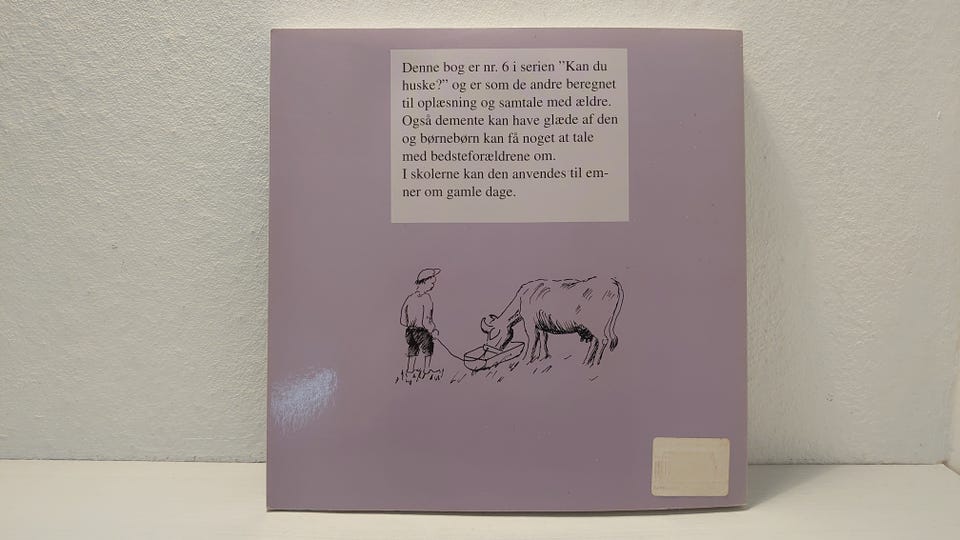 Denne bog er nr. 6 i serien ”Kan du
huske?” og er som de andre beregnet
til oplæsning og samtale med ældre.
Også demente kan have glæde af den
og børnebørn kan få noget at tale
med bedsteforældrene om.
I skolerne kan den anvendes til em-
ner om gamle dage.